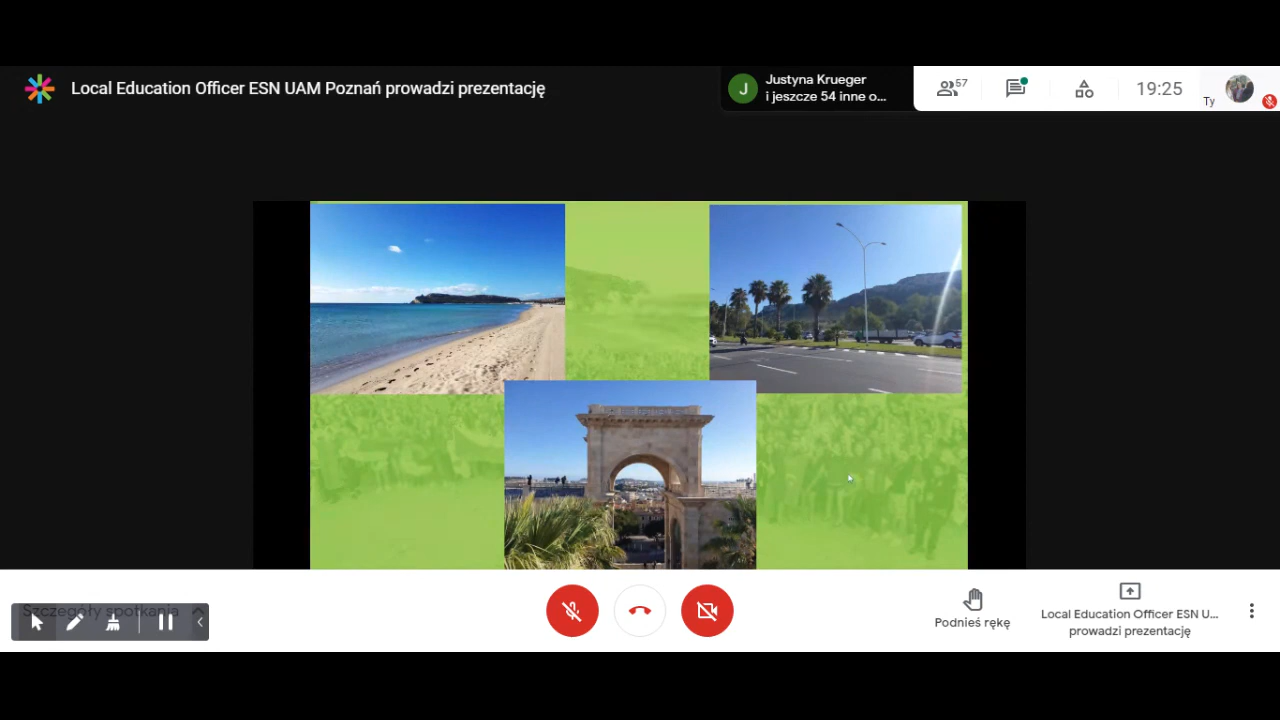 Local Education Officer ESN UAM Poznań prowadzi prezentację
J
Justyna Krueger
i jeszcze 54 inne o...
57
19:25
Ty
Szczegóły spotkania
Podnieś rękę
Local Education Officer ESN U...
prowadzi prezentację